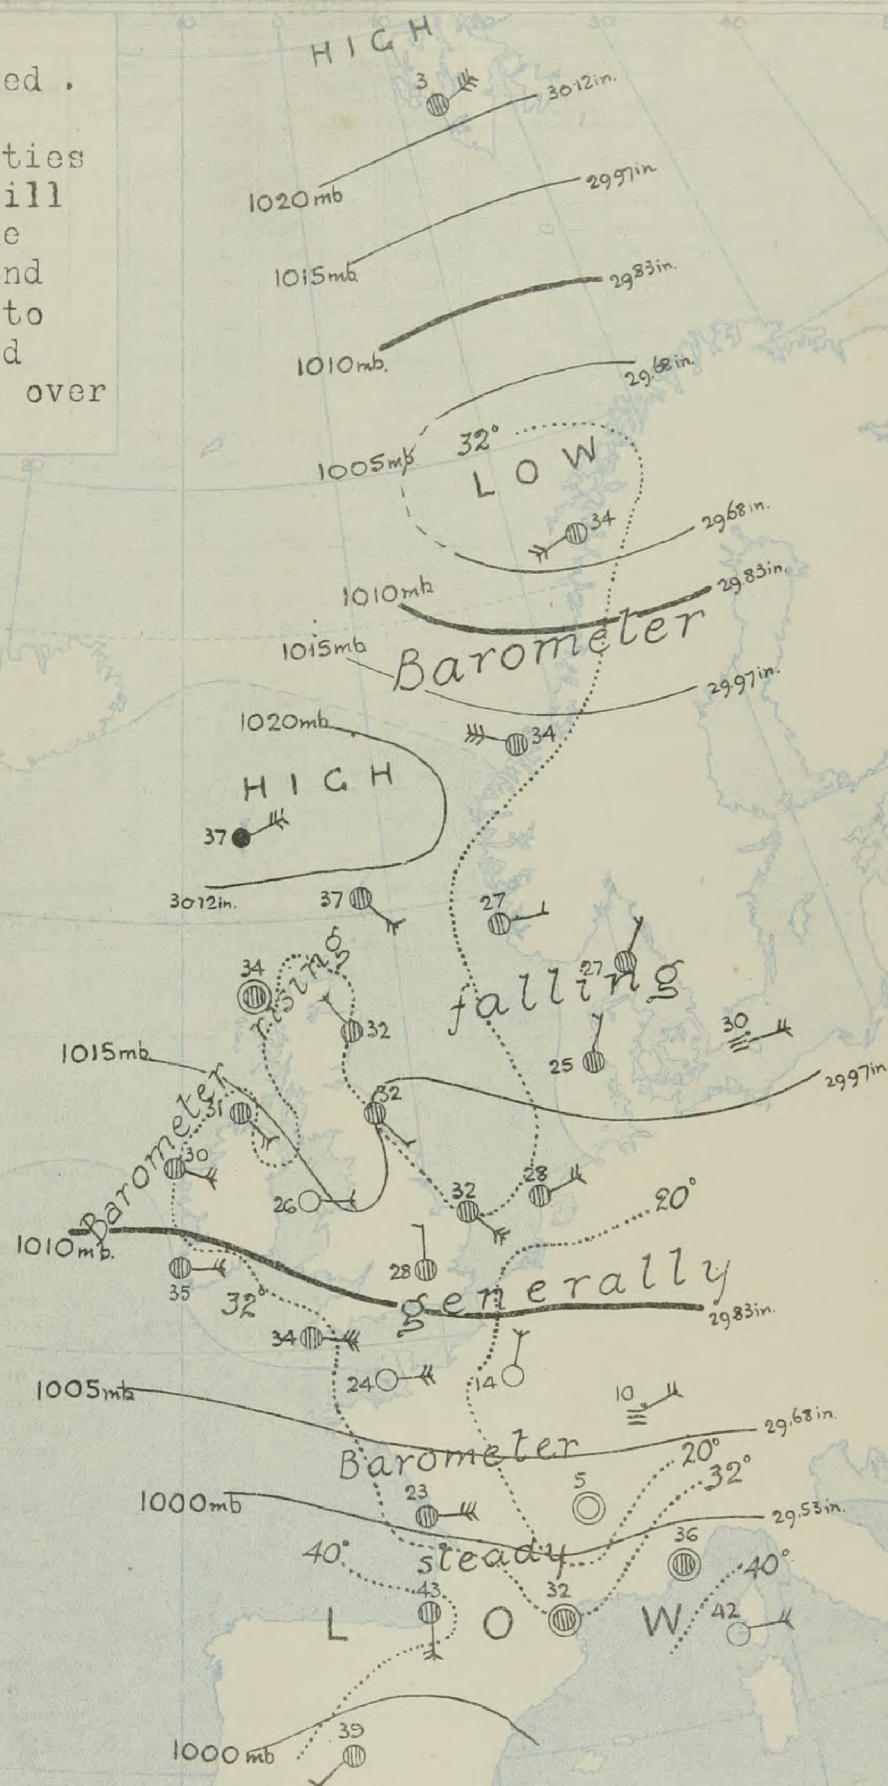 HIGH
ed .
3
30.12in.
ties
ill
1020mb
29.97in
e
nd
1015mb
29.83in.
to
d
1010mb.
29.68in.
over
32°
1005mb
LOW
34
29.68in.
1010mb
29.83in.
Barometer
1015mb
29.97in.
1020mb
34
HIGH
37
30.12in.
37
27
34
rising
27
falling
32
30
1015mb
25
29.97in
32
Barometer
31
30
28
26
32
20°
1010mb.
35
28
generally
32°
29.83in.
34
24
14
10
1005mb
29.68in.
Barometer
20°
32°
5
1000mb
23
29.53in.
36
40°
steady
40°
43
32
LOW
42
39
1000mb